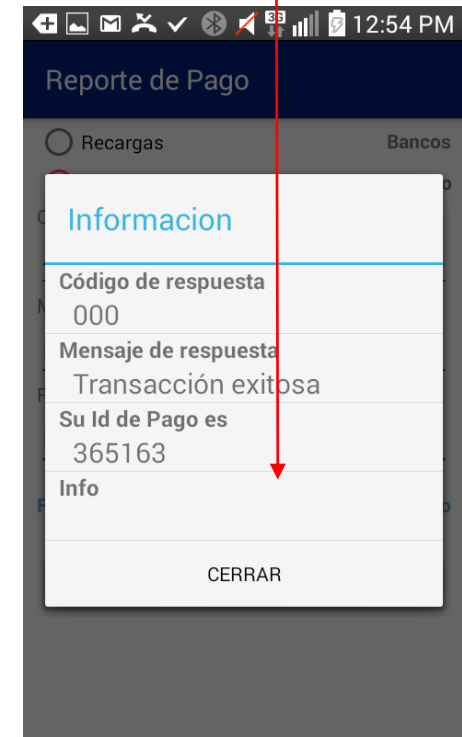 3G 12:54 PM
Reporte de Pago
Recargas Bancos
Informacion
Código de respuesta
000
Mensaje de respuesta
Transacción exitosa
Su Id de Pago es
365163
Info
CERRAR